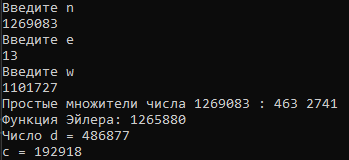 Введите n
1269083
Введите e
13
Введите w
1101727
Простые множители числа 1269083 : 463 2741
Функция Эйлера: 1265880
Число d = 486877
c = 192918